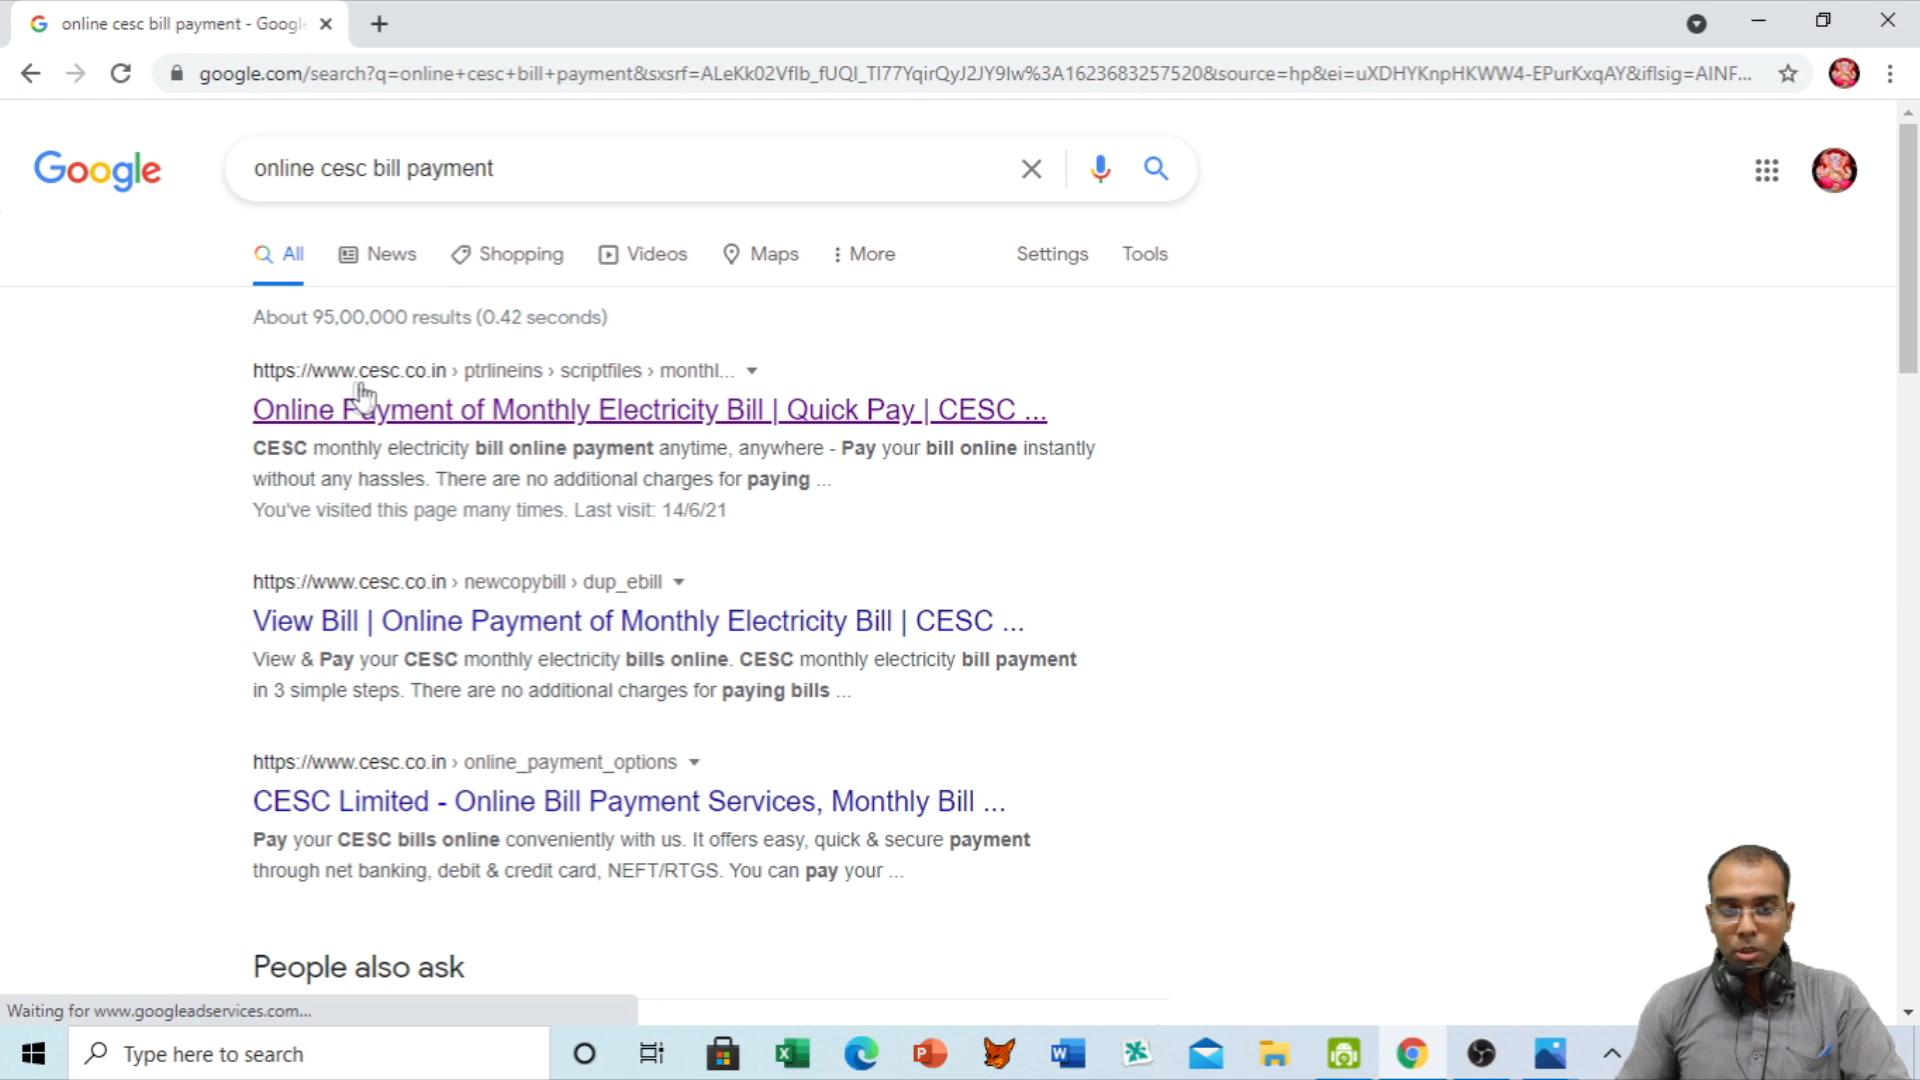 online cesc bill payment - Google
google.com/search?q=online+cesc+bill+payment&sxsrf=ALeKk02Vflb_fUQI_TI77YqirQyJ2JY9lw%3A1623683257520&source=hp&ei=uXDHYKnpHKWW4-EPurKxqAY&iflsig=AINF...
Google
online cesc bill payment
All News Shopping Videos Maps More Settings Tools
About 95,00,000 results (0.42 seconds)
https://www.cesc.co.in › ptrlineins › scriptfiles › monthl...
Online Payment of Monthly Electricity Bill | Quick Pay | CESC ...
CESC monthly electricity bill online payment anytime, anywhere - Pay your bill online instantly
without any hassles. There are no additional charges for paying ...
You've visited this page many times. Last visit: 14/6/21
https://www.cesc.co.in › newcopybill › dup_ebill
View Bill | Online Payment of Monthly Electricity Bill | CESC ...
View & Pay your CESC monthly electricity bills online. CESC monthly electricity bill payment
in 3 simple steps. There are no additional charges for paying bills ...
https://www.cesc.co.in › online_payment_options
CESC Limited - Online Bill Payment Services, Monthly Bill ...
Pay your CESC bills online conveniently with us. It offers easy, quick & secure payment
through net banking, debit & credit card, NEFT/RTGS. You can pay your ...
People also ask
Waiting for www.googleadservices.com...
Type here to search